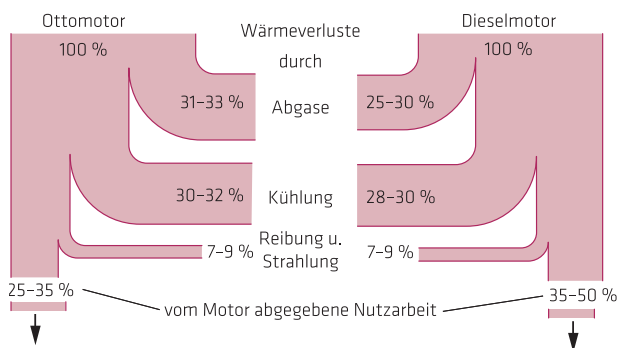 Ottomotor
Wärmeverluste
durch
Dieselmotor
100 %
100 %
31–33 %
Abgase
25–30 %
30–32 %
Kühlung
28–30 %
7–9 %
Reibung u.
Strahlung
7–9 %
25–35 %
vom Motor abgegebene Nutzarbeit
35–50 %